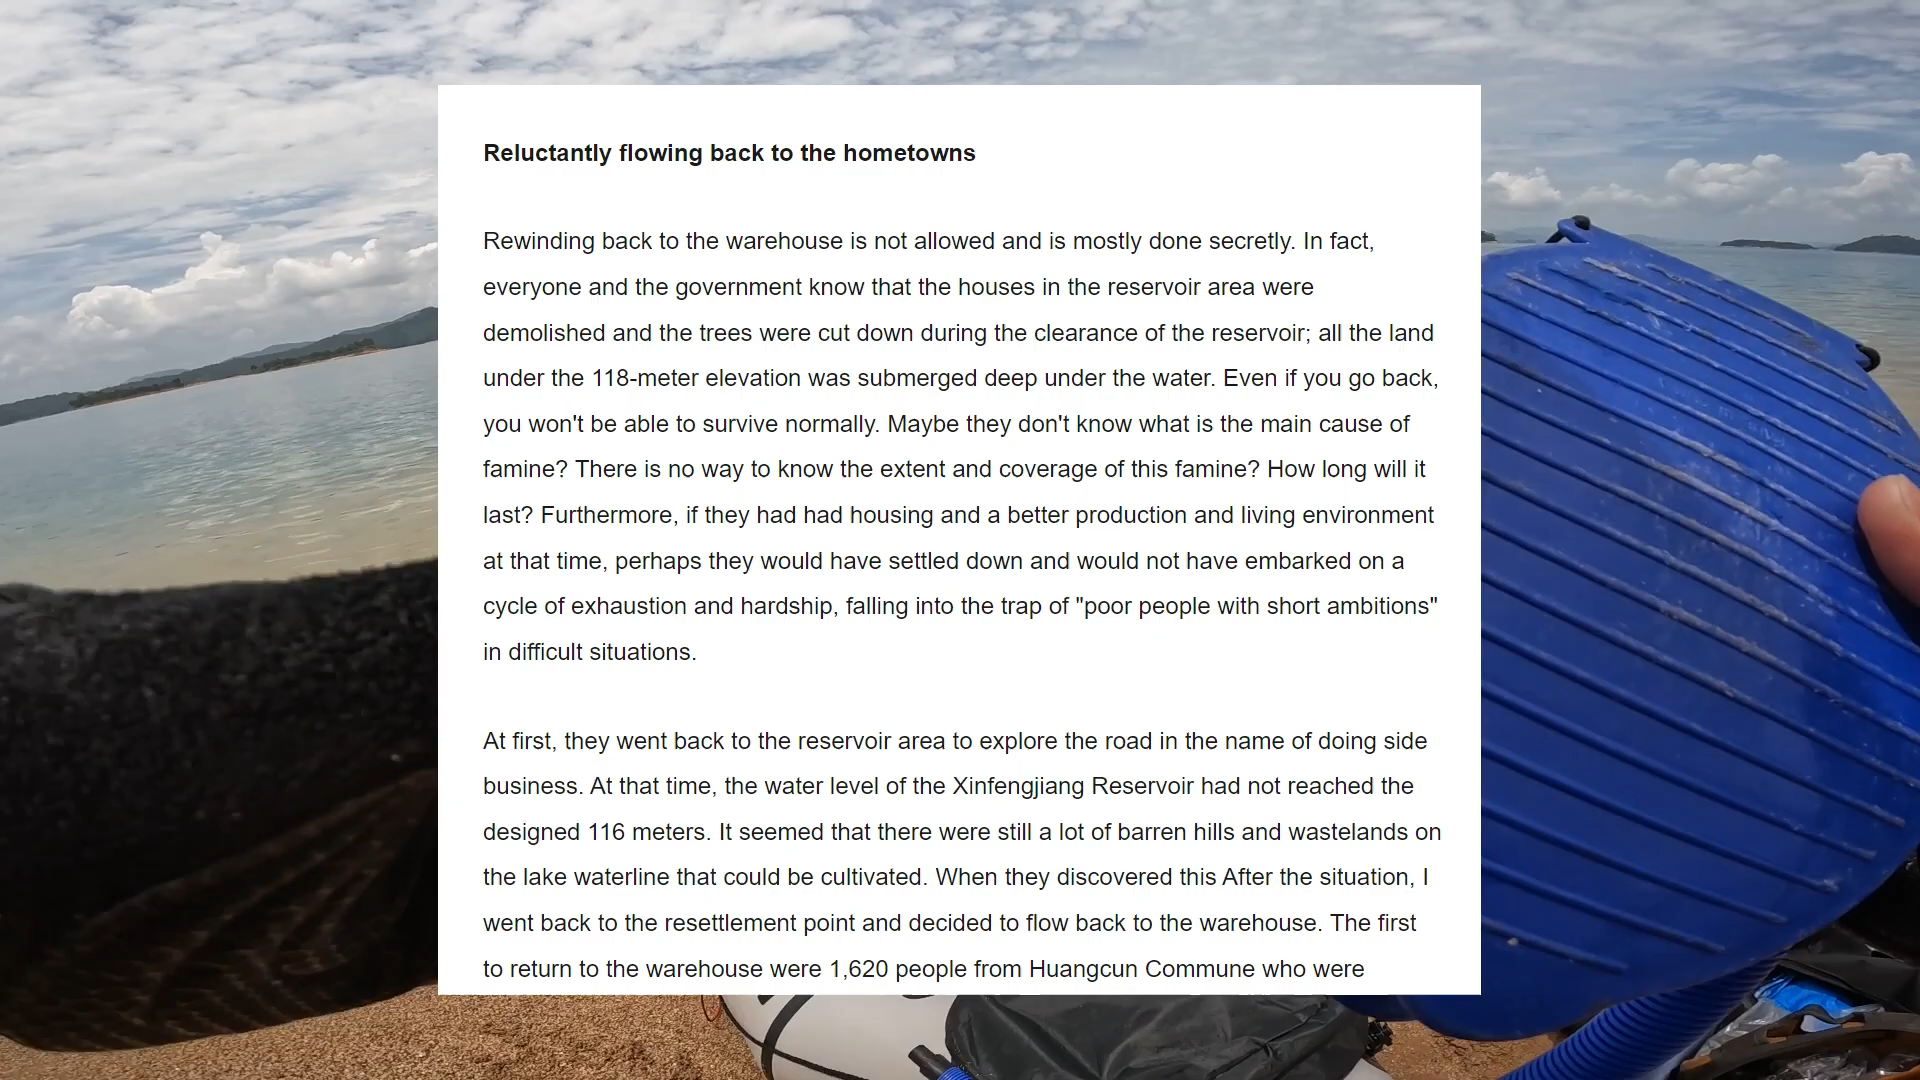 Reluctantly flowing back to the hometowns
Rewinding back to the warehouse is not allowed and is mostly done secretly. In fact,
everyone and the government know that the houses in the reservoir area were
demolished and the trees were cut down during the clearance of the reservoir; all the land
under the 118-meter elevation was submerged deep under the water. Even if you go back,
you won't be able to survive normally. Maybe they don't know what is the main cause of
famine? There is no way to know the extent and coverage of this famine? How long will it
last? Furthermore, if they had had housing and a better production and living environment
at that time, perhaps they would have settled down and would not have embarked on a
cycle of exhaustion and hardship, falling into the trap of "poor people with short ambitions"
in difficult situations.
At first, they went back to the reservoir area to explore the road in the name of doing side
business. At that time, the water level of the Xinfengjiang Reservoir had not reached the
designed 116 meters. It seemed that there were still a lot of barren hills and wastelands on
the lake waterline that could be cultivated. When they discovered this After the situation, I
went back to the resettlement point and decided to flow back to the warehouse. The first
to return to the warehouse were 1,620 people from Huangcun Commune who were